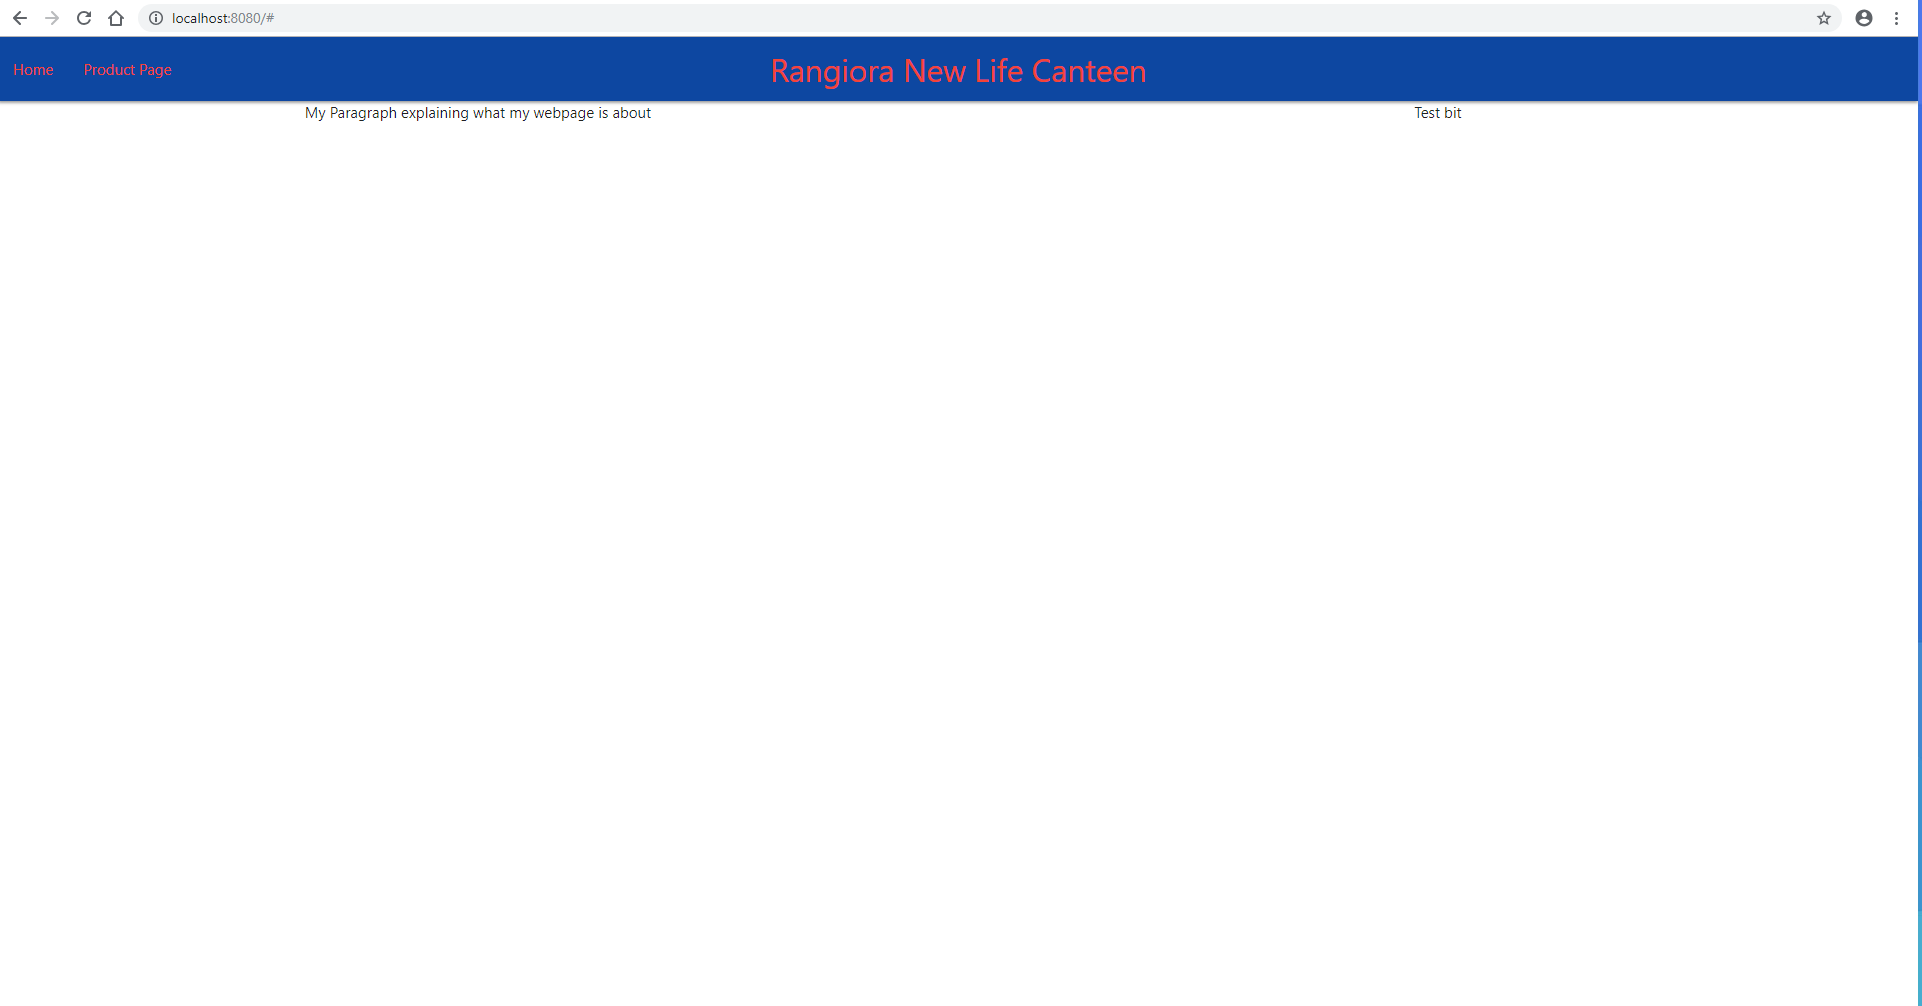 localhost:8080/#
Home Product Page Rangiora New Life Canteen
My Paragraph explaining what my webpage is about Test bit